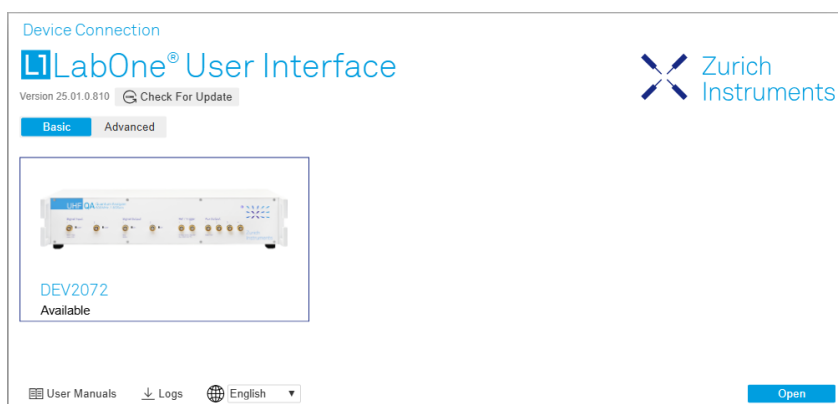 Device Connection
L1 LabOne® User Interface
Zurich
Instruments
Version 25.01.0.810 Check For Update
Basic Advanced
UHF QA
DEV2072
Available
User Manuals Logs English
Open